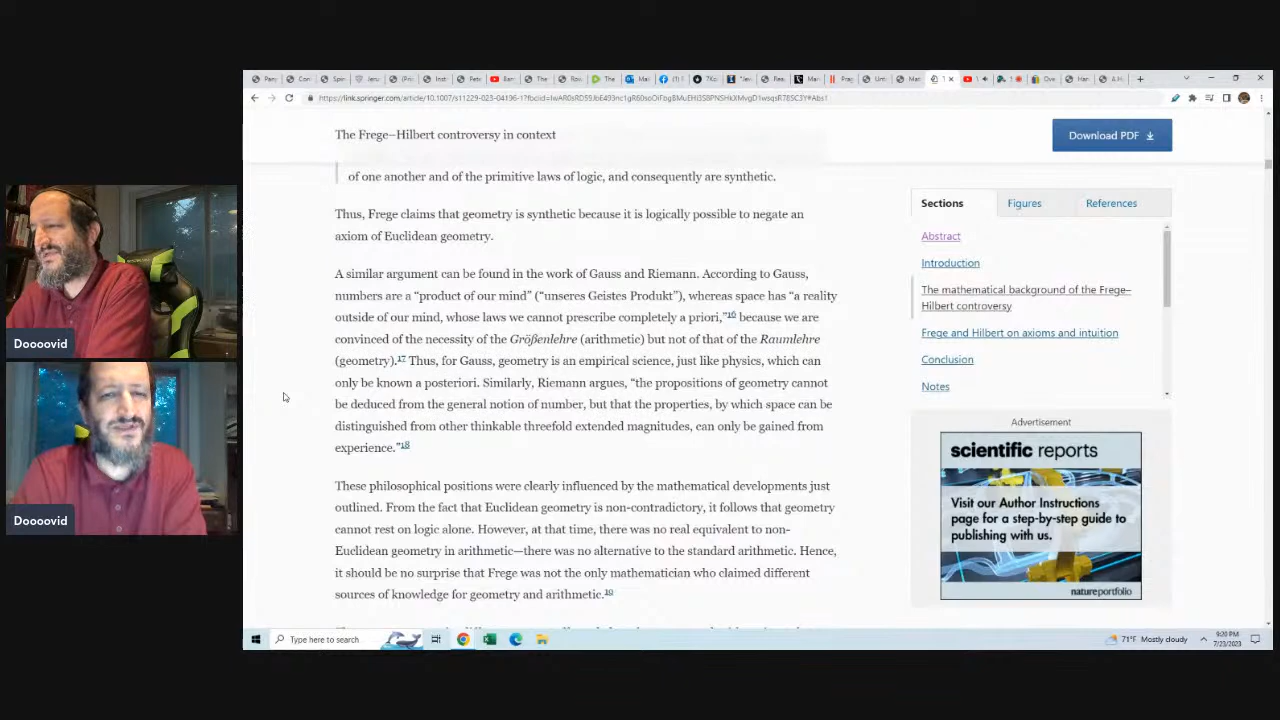 Doooovid
Doooovid
The Frege–Hilbert controversy in context
Download PDF
of one another and of the primitive laws of logic, and consequently are synthetic.
Thus, Frege claims that geometry is synthetic because it is logically possible to negate an
axiom of Euclidean geometry.
A similar argument can be found in the work of Gauss and Riemann. According to Gauss,
numbers are a “product of our mind” (“unseres Geistes Produkt”), whereas space has “a reality
outside of our mind, whose laws we cannot prescribe completely a priori,”16 because we are
convinced of the necessity of the Größenlehre (arithmetic) but not of that of the Raumlehre
(geometry).17 Thus, for Gauss, geometry is an empirical science, just like physics, which can
only be known a posteriori. Similarly, Riemann argues, “the propositions of geometry cannot
be deduced from the general notion of number, but that the properties, by which space can be
distinguished from other thinkable threefold extended magnitudes, can only be gained from
experience.”18
These philosophical positions were clearly influenced by the mathematical developments just
outlined. From the fact that Euclidean geometry is non-contradictory, it follows that geometry
cannot rest on logic alone. However, at that time, there was no real equivalent to non-
Euclidean geometry in arithmetic—there was no alternative to the standard arithmetic. Hence,
it should be no surprise that Frege was not the only mathematician who claimed different
sources of knowledge for geometry and arithmetic.19
Sections
Figures
References
Abstract
Introduction
The mathematical background of the Frege–
Hilbert controversy
Frege and Hilbert on axioms and intuition
Conclusion
Notes
Advertisement
scientific reports
Visit our Author Instructions
page for a step-by-step guide to
publishing with us.
natureportfolio
Type here to search
71°F Mostly cloudy
9:20 PM
7/23/2023